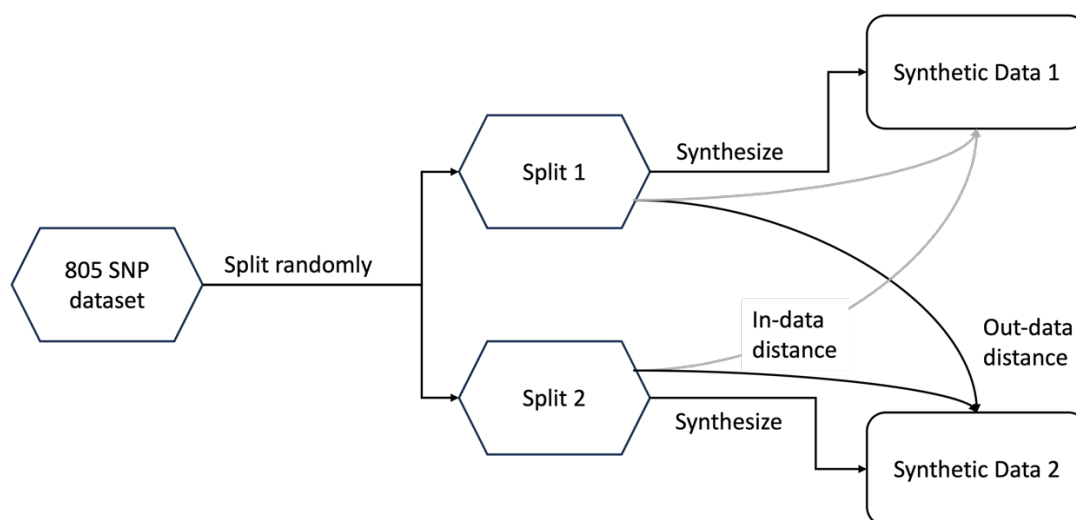 Synthetic Data 1
Synthesize
Split 1
805 SNP
dataset
Split randomly
In-data
distance
Out-data
distance
Split 2
Synthesize
Synthetic Data 2